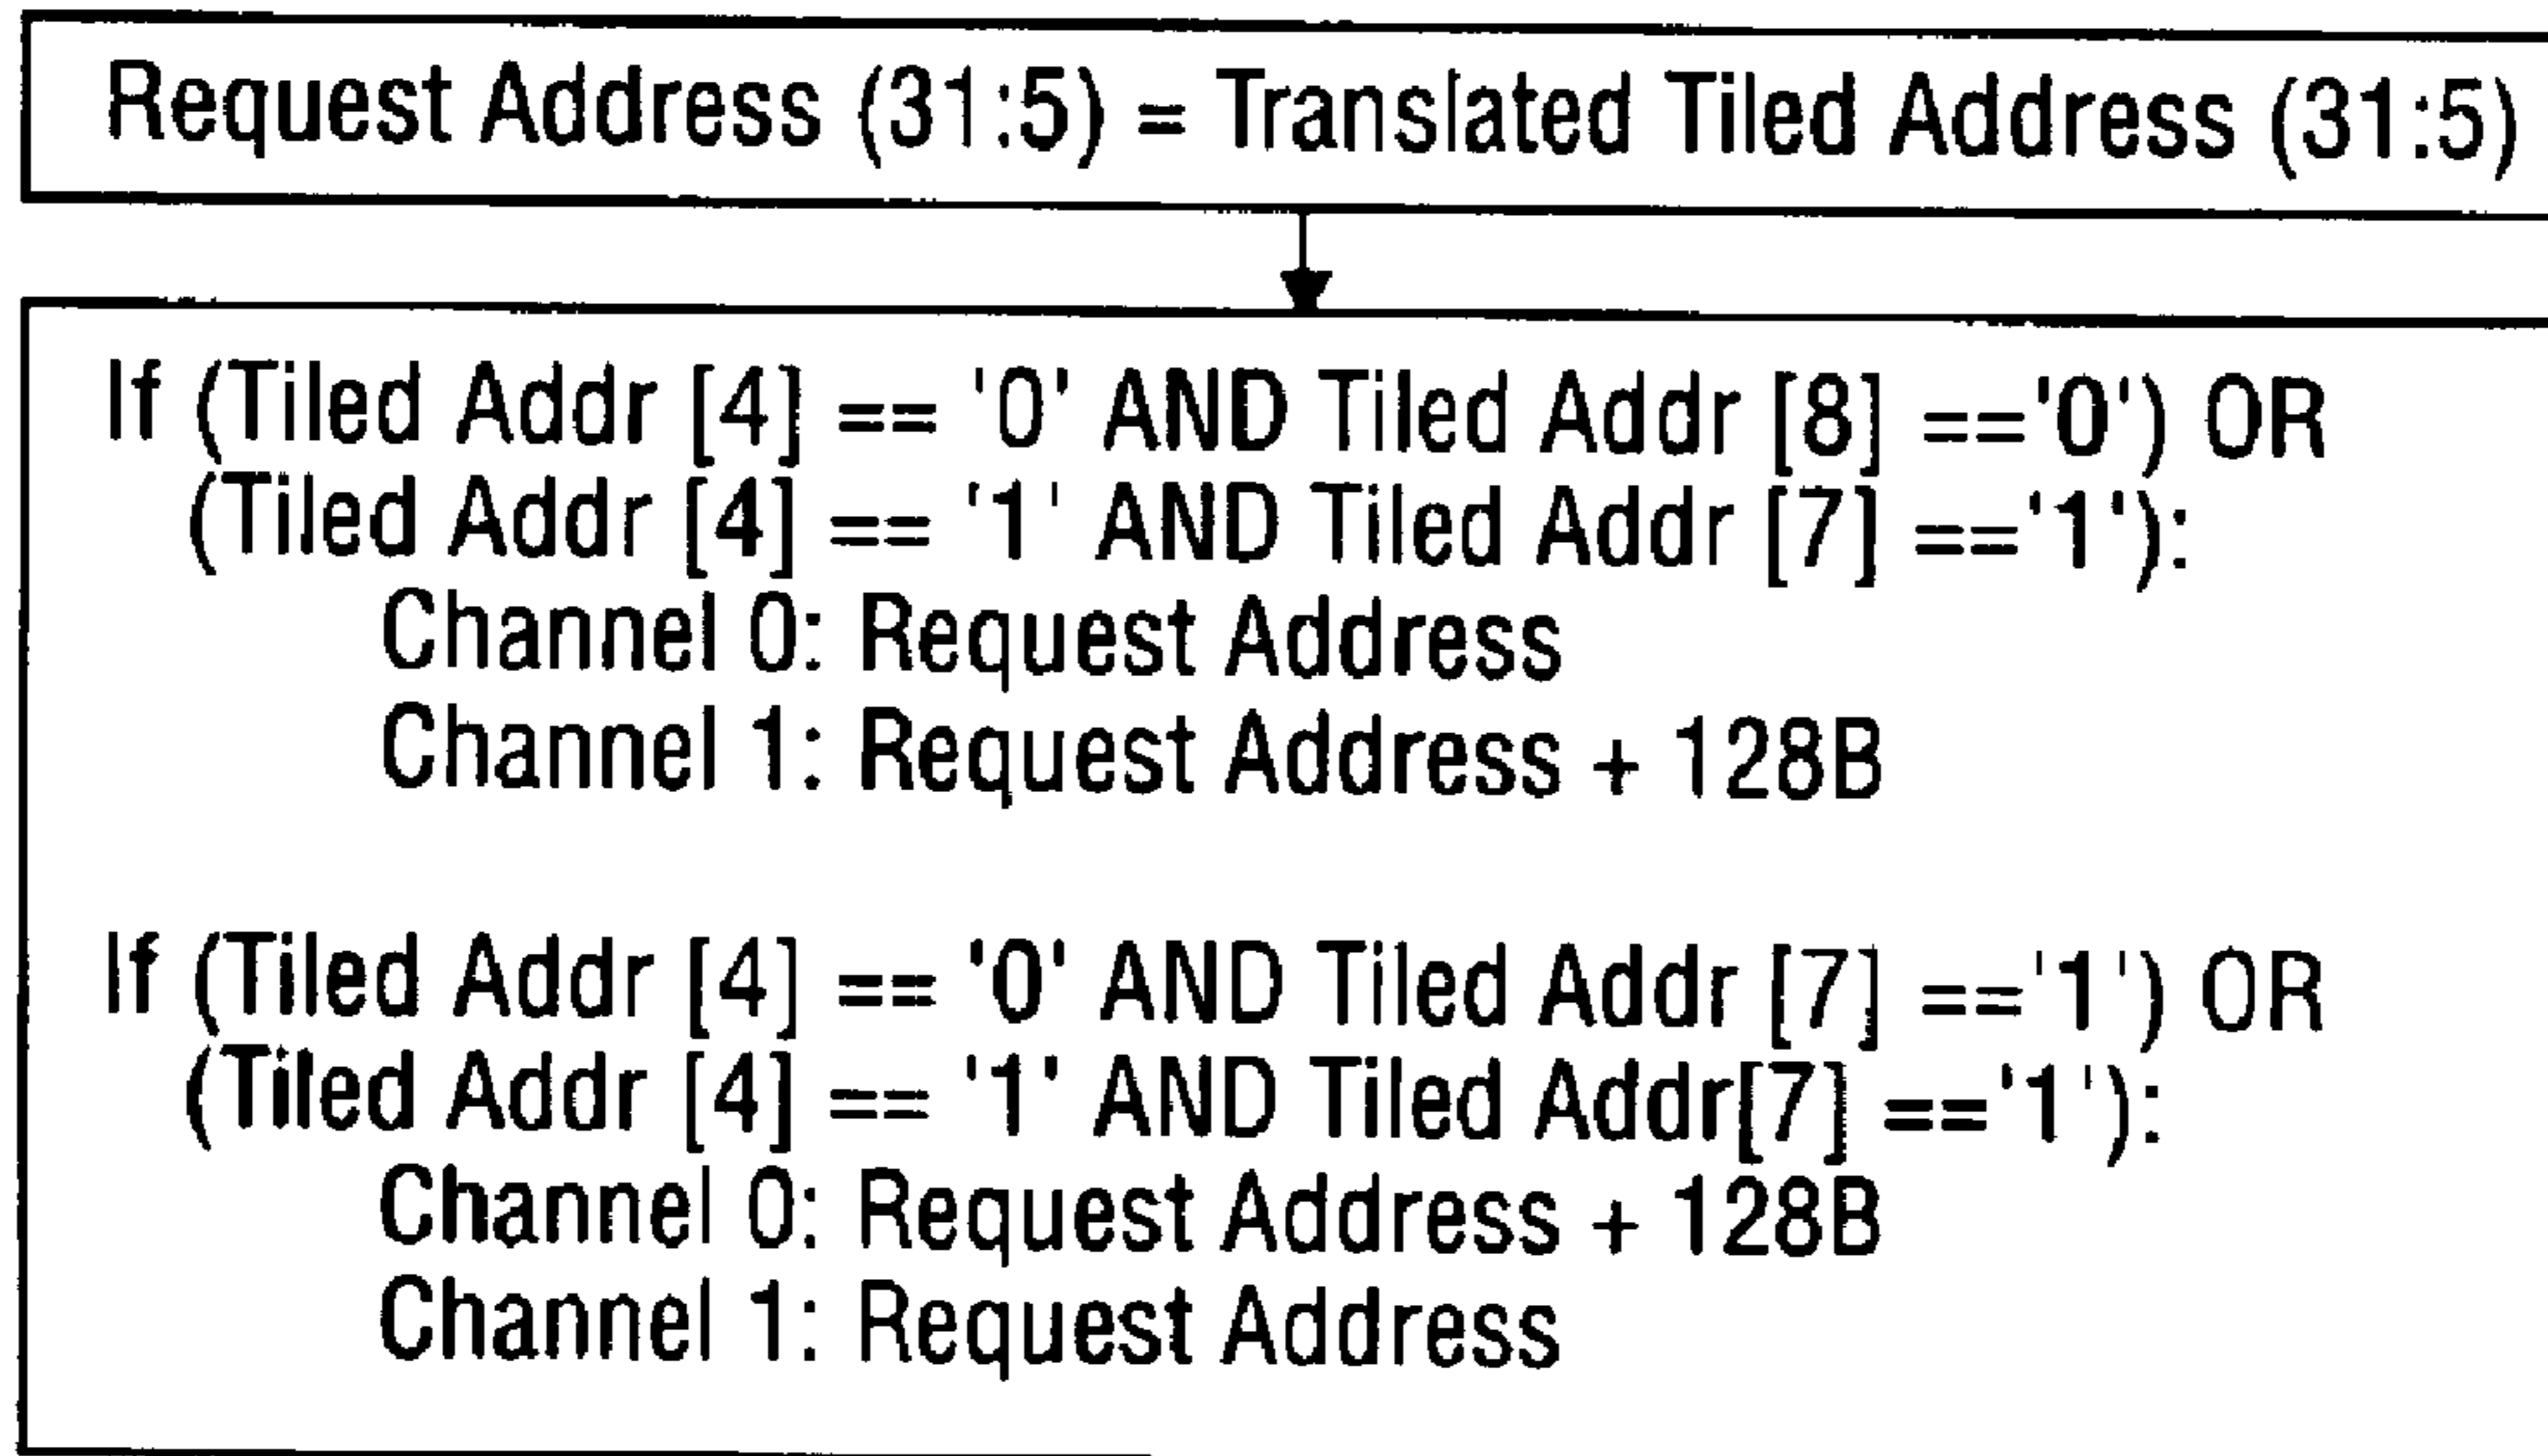 Request Address (31:5) = Translated Tiled Address (31:5)
If (Tiled Addr [4] == '0' AND Tiled Addr [8] =='0') OR
(Tiled Addr [4] == '1' AND Tiled Addr [7] =='1'):
Channel 0: Request Address
Channel 1: Request Address + 128B
If (Tiled Addr [4] == '0' AND Tiled Addr [7] =='1') OR
(Tiled Addr [4] == '1' AND Tiled Addr[7] =='1'):
Channel 0: Request Address + 128B
Channel 1: Request Address